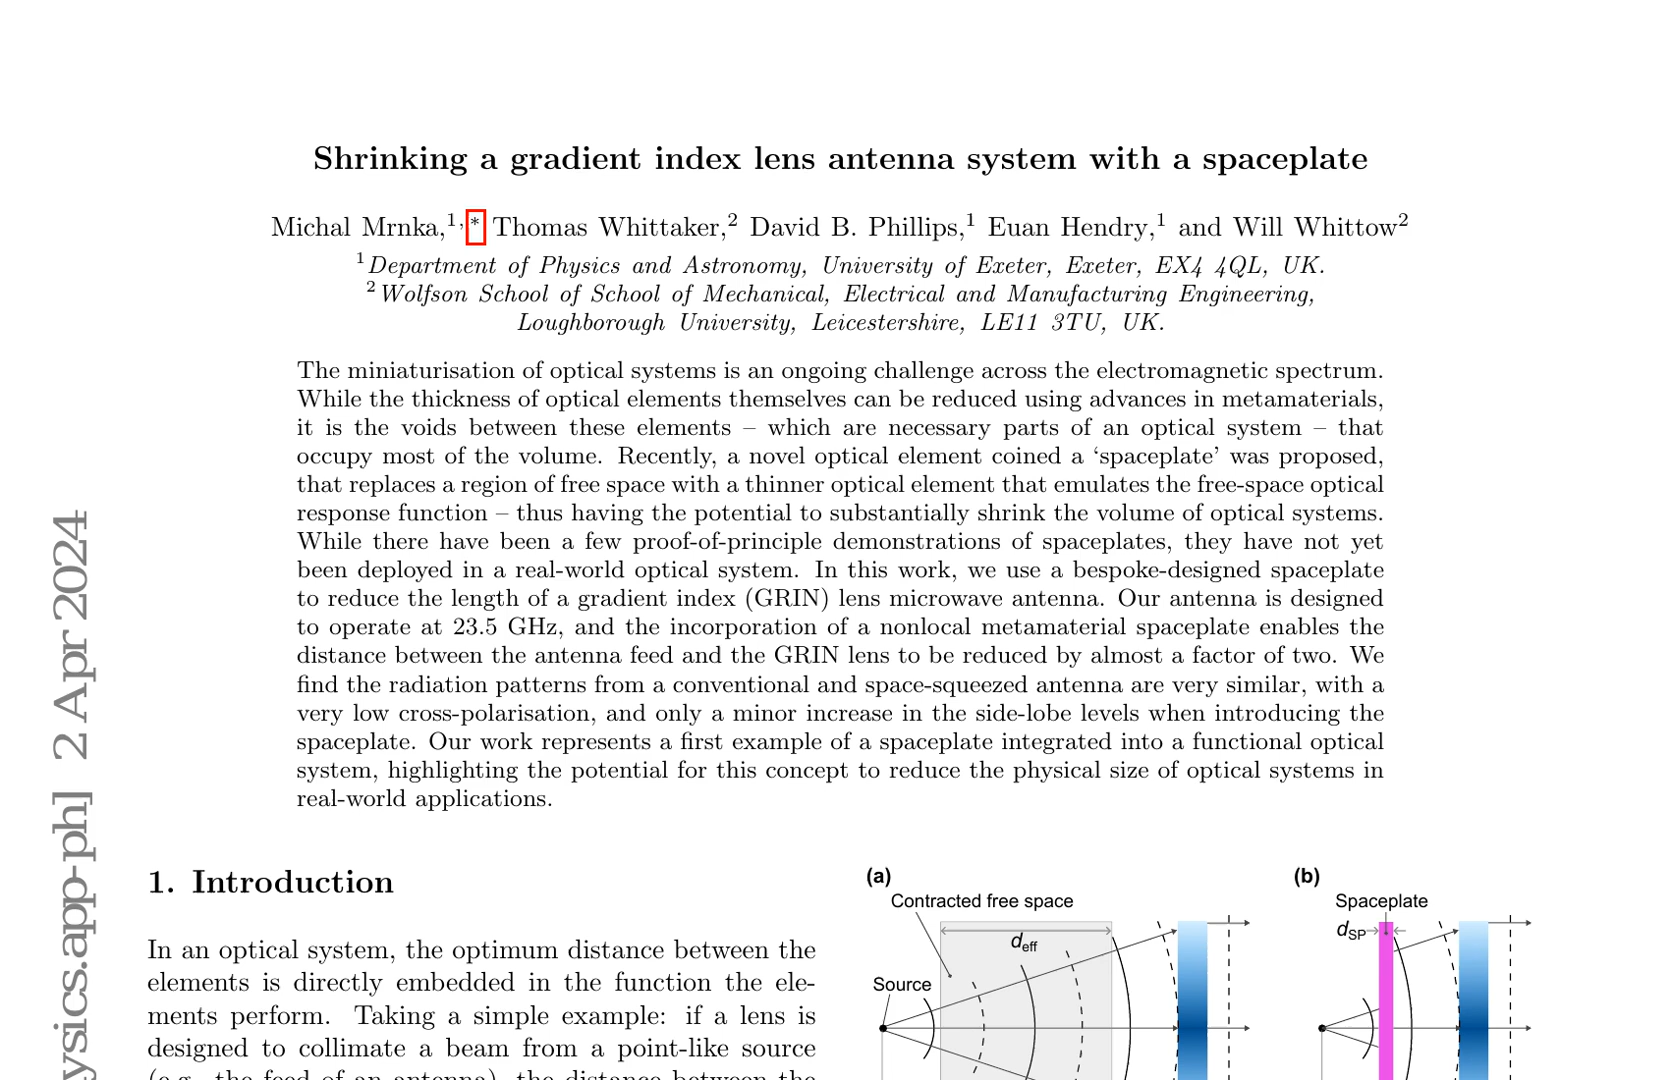 Shrinking a gradient index lens antenna system with a spaceplate
Michal Mrnka,1,* Thomas Whittaker,2 David B. Phillips,1 Euan Hendry,1 and Will Whittow2
1Department of Physics and Astronomy, University of Exeter, Exeter, EX4 4QL, UK.
2Wolfson School of School of Mechanical, Electrical and Manufacturing Engineering,
Loughborough University, Leicestershire, LE11 3TU, UK.
The miniaturisation of optical systems is an ongoing challenge across the electromagnetic spectrum.
While the thickness of optical elements themselves can be reduced using advances in metamaterials,
it is the voids between these elements – which are necessary parts of an optical system – that
occupy most of the volume. Recently, a novel optical element coined a ‘spaceplate’ was proposed,
that replaces a region of free space with a thinner optical element that emulates the free-space optical
response function – thus having the potential to substantially shrink the volume of optical systems.
While there have been a few proof-of-principle demonstrations of spaceplates, they have not yet
been deployed in a real-world optical system. In this work, we use a bespoke-designed spaceplate
to reduce the length of a gradient index (GRIN) lens microwave antenna. Our antenna is designed
to operate at 23.5 GHz, and the incorporation of a nonlocal metamaterial spaceplate enables the
distance between the antenna feed and the GRIN lens to be reduced by almost a factor of two. We
find the radiation patterns from a conventional and space-squeezed antenna are very similar, with a
very low cross-polarisation, and only a minor increase in the side-lobe levels when introducing the
spaceplate. Our work represents a first example of a spaceplate integrated into a functional optical
system, highlighting the potential for this concept to reduce the physical size of optical systems in
real-world applications.
ysics.app-ph] 2 Apr 2024
1. Introduction
In an optical system, the optimum distance between the
elements is directly embedded in the function the ele-
ments perform. Taking a simple example: if a lens is
designed to collimate a beam from a point-like source
(e.g. the feed of an antenna), the distance between the
(a)
Contracted free space
deff
Source
(b)
Spaceplate
dSP